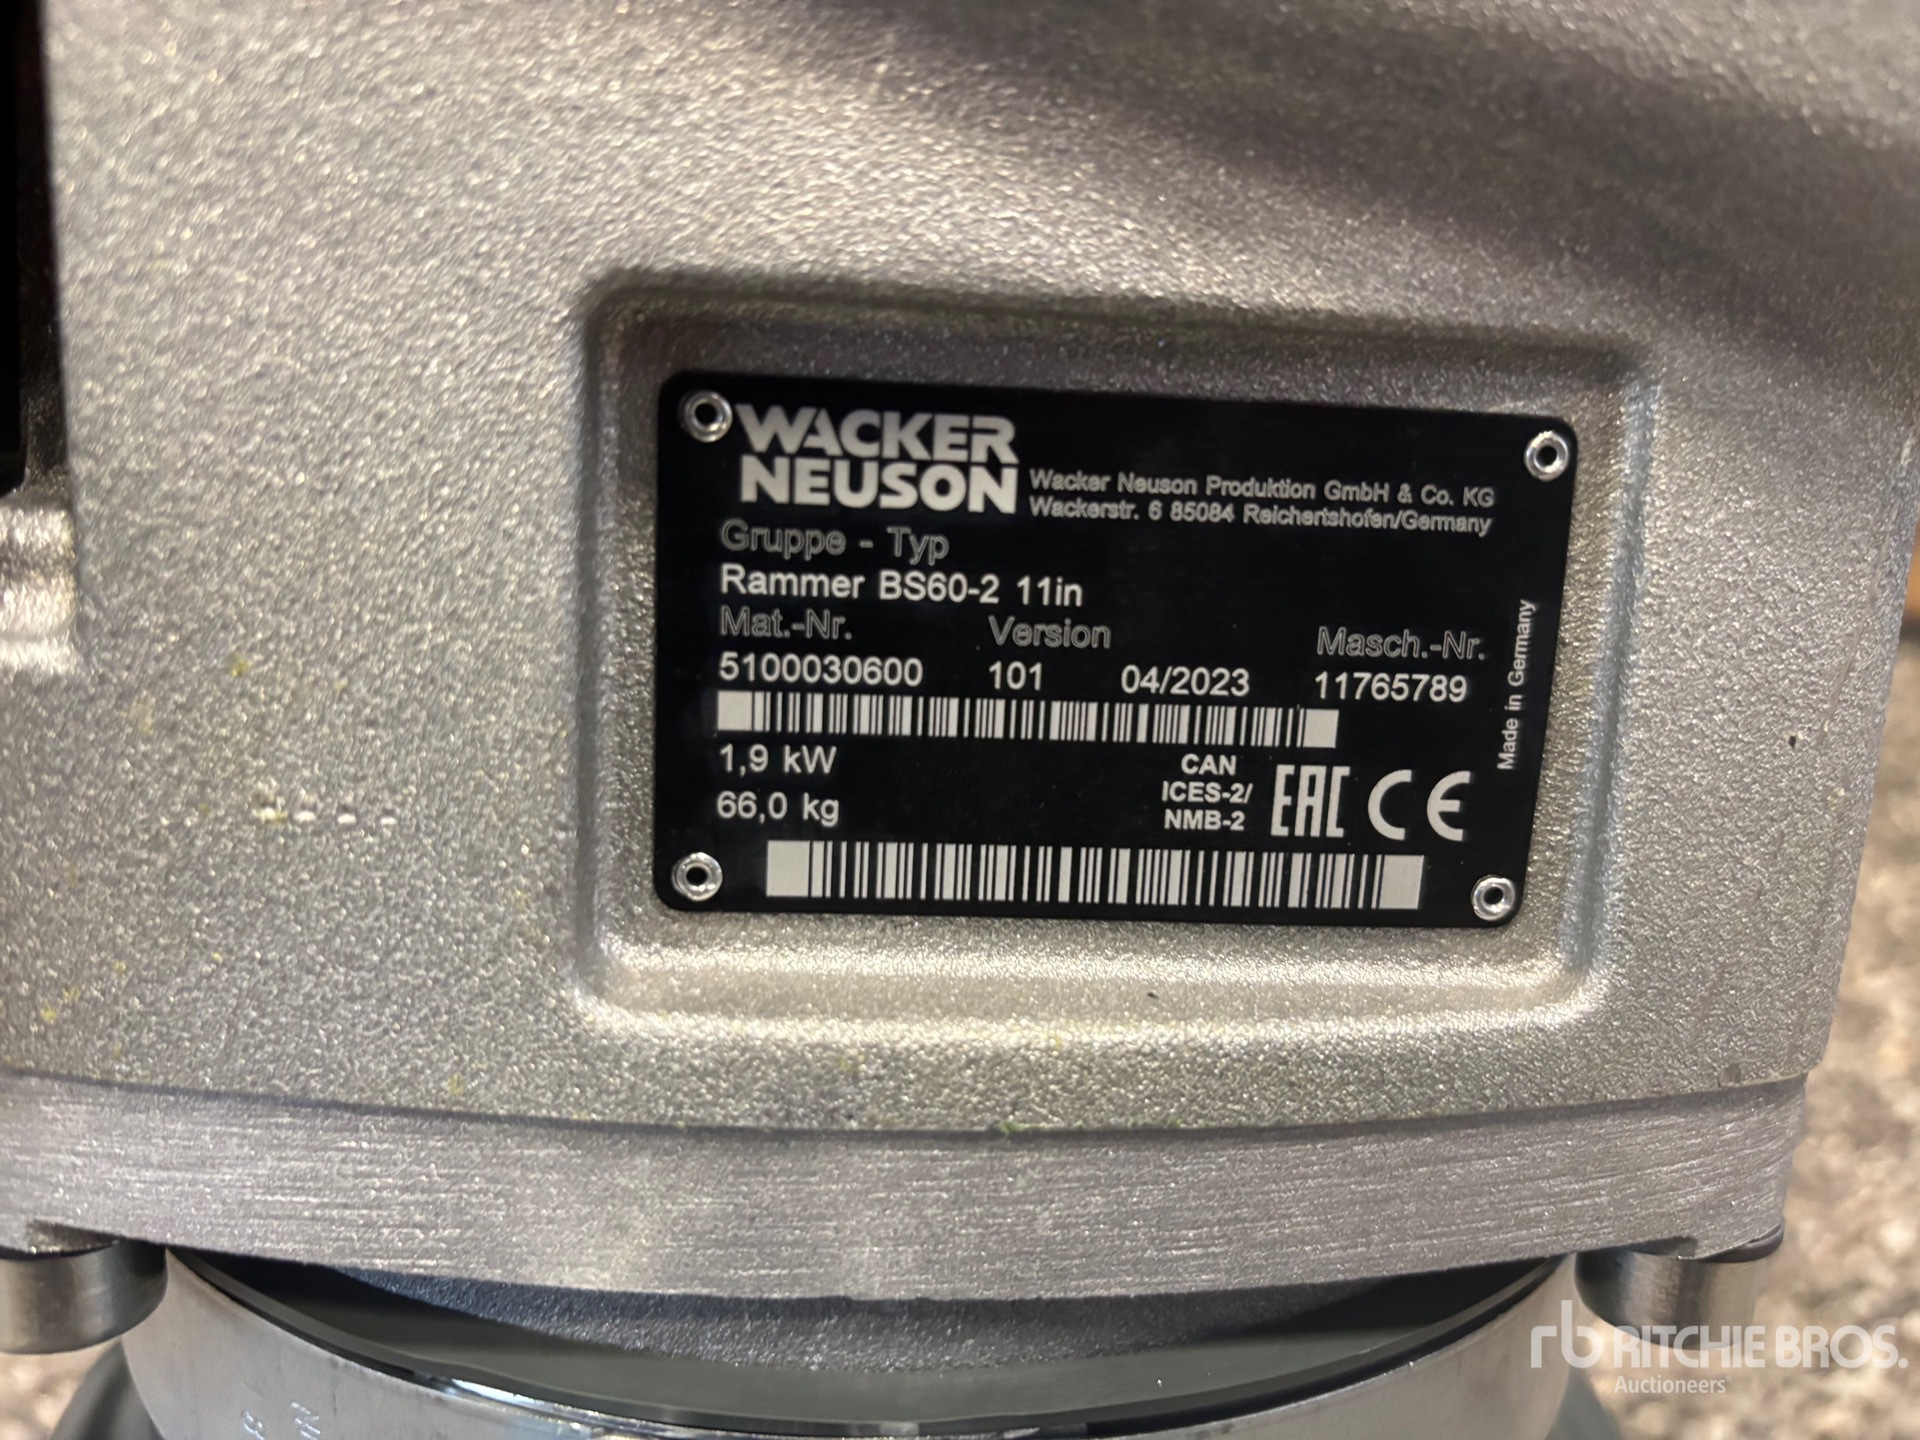 WACKER
NEUSON
Wacker Neuson Produktion GmbH & Co. KG
Wackerstr. 6 85084 Reichertshofen/Germany
Gruppe - Typ
Rammer BS60-2 11in
Mat.-Nr. Version Masch.-Nr.
5100030600 101 04/2023 11765789
1,9 kW
66,0 kg
CAN
ICES-2/
NMB-2
EAC CE
Made in Germany
rb RITCHIE BROS.
Auctioneers